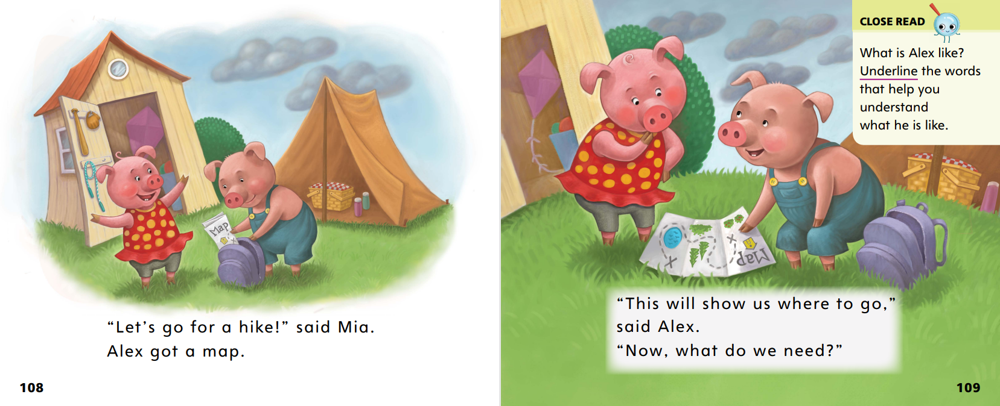 Map
“Let’s go for a hike!” said Mia.
Alex got a map.
108
CLOSE READ
What is Alex like?
Underline the words
that help you
understand
what he is like.
Map
“This will show us where to go,”
said Alex.
“Now, what do we need?”
109